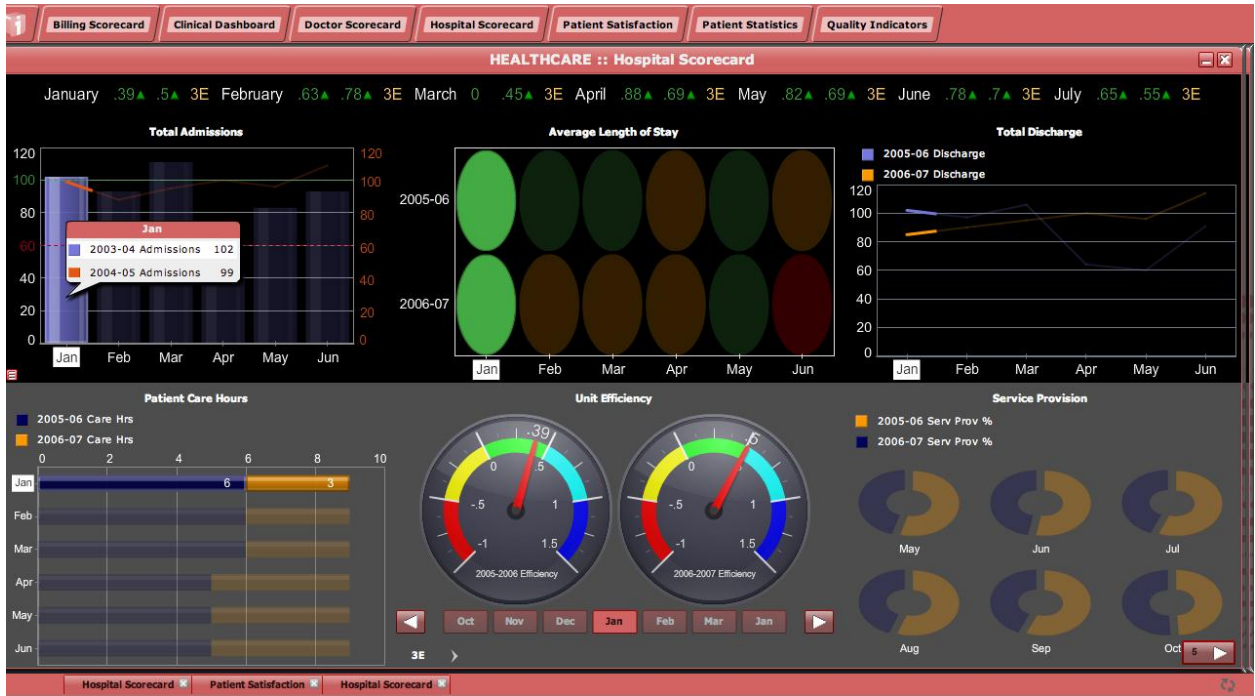 Billing Scorecard Clinical Dashboard Doctor Scorecard Hospital Scorecard Patient Satisfaction Patient Statistics Quality Indicators
HEALTHCARE :: Hospital Scorecard
January .39▲ .5▲ 3E February .63▲ .78▲ 3E March 0 .45▲ 3E April .88▲ .69▲ 3E May .82▲ .69▲ 3E June .78▲ .7▲ 3E July .65▲ .55▲ 3E
Total Admissions
120 120
100 100
80 80
60 60
40 40
20 20
0 0
Jan
2003-04 Admissions 102
2004-05 Admissions 99
Jan Feb Mar Apr May Jun
Average Length of Stay
2005-06
2006-07
Jan Feb Mar Apr May Jun
Total Discharge
2005-06 Discharge
2006-07 Discharge
120
100
80
60
40
20
0
Jan Feb Mar Apr May Jun
Patient Care Hours
2005-06 Care Hrs
2006-07 Care Hrs
0 2 4 6 8 10
Jan 6 3
Feb
Mar
Apr
May
Jun
Unit Efficiency
.39
0 .5
-.5 1
-1 1.5
2005-2006 Efficiency
.5
0
-.5 1
-1 1.5
2006-2007 Efficiency
Oct Nov Dec Jan Feb Mar Jan
3E
Service Provision
2005-06 Serv Prov %
2006-07 Serv Prov %
May Jun Jul
Aug Sep Oct
5
Hospital Scorecard Patient Satisfaction Hospital Scorecard